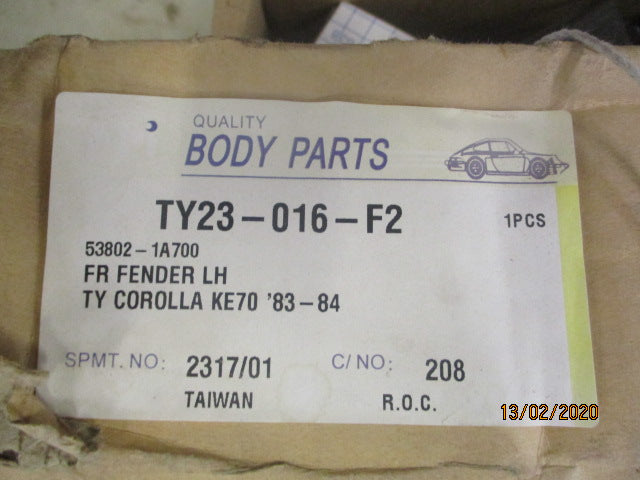 QUALITY
BODY PARTS
TY23-016-F2 1PCS
53802-1A700
FR FENDER LH
TY COROLLA KE70 '83-84
SPMT. NO: 2317/01 C/NO: 208
TAIWAN R.O.C.
13/02/2020